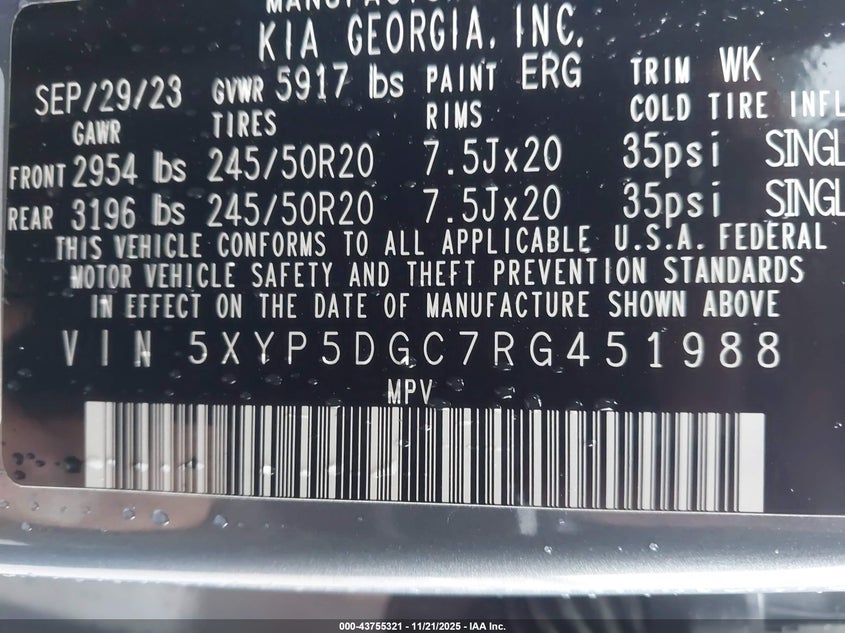 KIA GEORGIA, INC.
SEP/29/23 GVWR 5917 lbs PAINT ERG TRIM WK
GAWR TIRES RIMS COLD TIRE INFL
FRONT 2954 lbs 245/50R20 7.5Jx20 35psi SINGL
REAR 3196 lbs 245/50R20 7.5Jx20 35psi SINGL
THIS VEHICLE CONFORMS TO ALL APPLICABLE U.S.A. FEDERAL
MOTOR VEHICLE SAFETY AND THEFT PREVENTION STANDARDS
IN EFFECT ON THE DATE OF MANUFACTURE SHOWN ABOVE
VIN 5XYP5DGC7RG451988
MPV
000-43755321 - 11/21/2025 - IAA Inc.